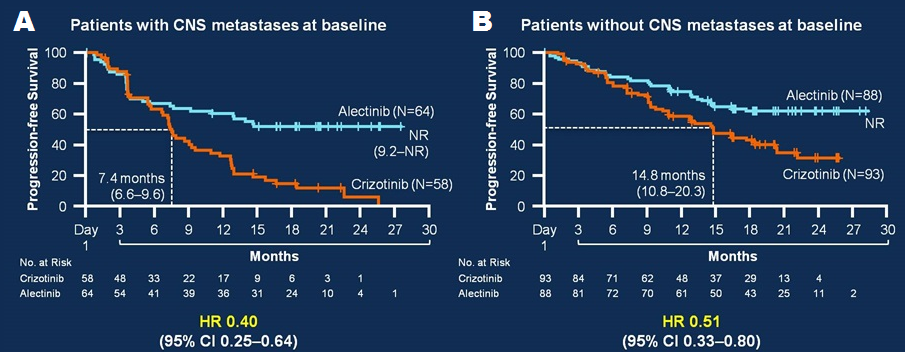 A Patients with CNS metastases at baseline
Progression-free Survival
100
80
60
40
20
0
Alectinib (N=64)
NR
(9.2–NR)
7.4 months
(6.6–9.6)
Crizotinib (N=58)
Day 1 3 6 9 12 15 18 21 24 27 30
Months
No. at Risk
Crizotinib 58 48 33 22 17 9 6 3 1
Alectinib 64 54 41 39 36 31 24 10 4 1
HR 0.40
(95% CI 0.25–0.64)
B Patients without CNS metastases at baseline
Progression-free Survival
100
80
60
40
20
0
Alectinib (N=88)
NR
14.8 months
(10.8–20.3)
Crizotinib (N=93)
Day 1 3 6 9 12 15 18 21 24 27 30
Months
No. at Risk
Crizotinib 93 84 71 62 48 37 29 13 4
Alectinib 88 81 72 70 61 50 43 25 11 2
HR 0.51
(95% CI 0.33–0.80)